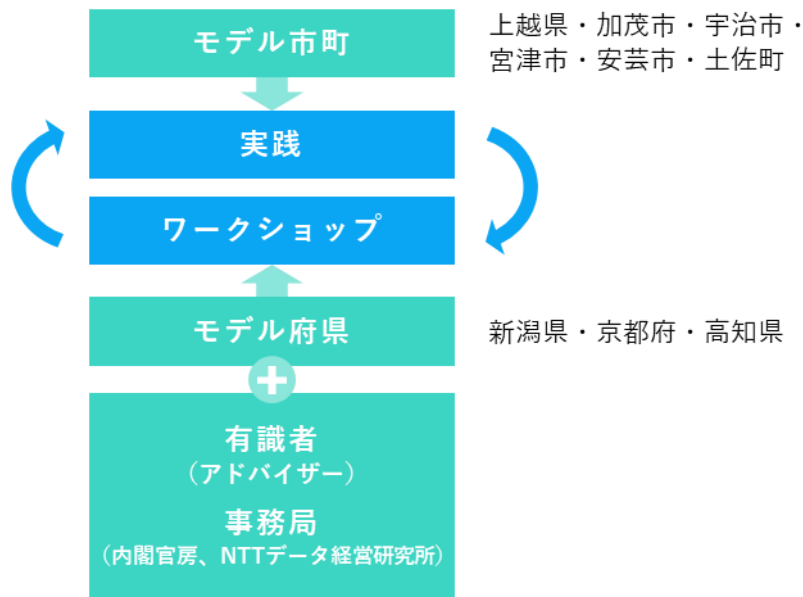 モデル市町
上越県・加茂市・宇治市・
宮津市・安芸市・土佐町
実践
ワークショップ
モデル府県
新潟県・京都府・高知県
有識者
（アドバイザー）
事務局
（内閣官房、NTTデータ経営研究所）